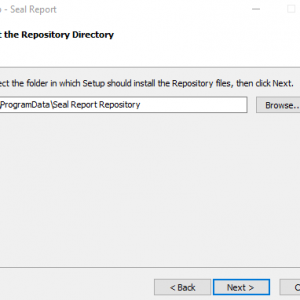 - Seal Report
t the Repository Directory
ect the folder in which Setup should install the Repository files, then click Next.
\ProgramData\Seal Report Repository
Browse..
< Back
Next >